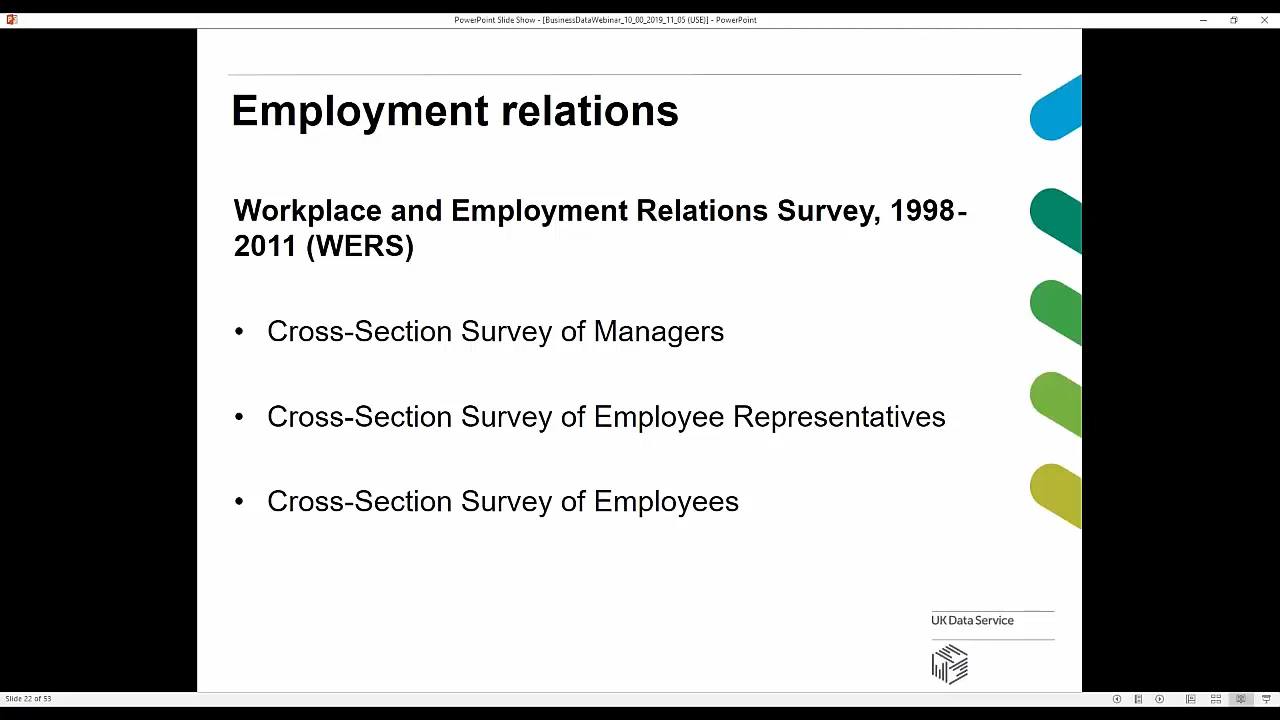 PowerPoint Slide Show - [BusinessDataWebinar_10_00_2019_11_05 (USE)] - PowerPoint
Employment relations
Workplace and Employment Relations Survey, 1998-
2011 (WERS)
• Cross-Section Survey of Managers
• Cross-Section Survey of Employee Representatives
• Cross-Section Survey of Employees
UK Data Service
Slide 22 of 53